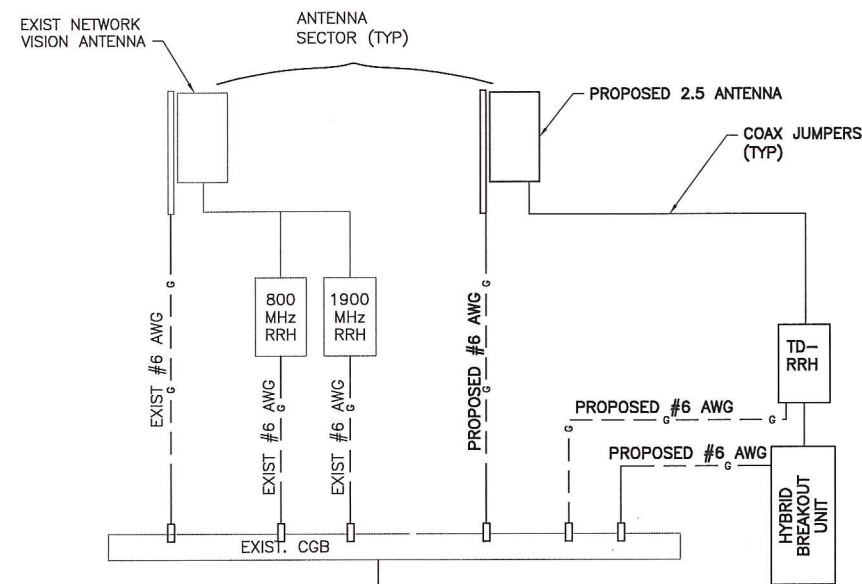 EXIST NETWORK
VISION ANTENNA
ANTENNA
SECTOR (TYP)
PROPOSED 2.5 ANTENNA
COAX JUMPERS
(TYP)
G
EXIST #6 AWG
G
800
MHz
RRH
1900
MHz
RRH
G
EXIST #6 AWG
G
EXIST #6 AWG
G
PROPOSED #6 AWG
G
TD-
RRH
PROPOSED #6 AWG
G
G
G
PROPOSED #6 AWG
G
HYBRID
BREAKOUT
UNIT
EXIST. CGB